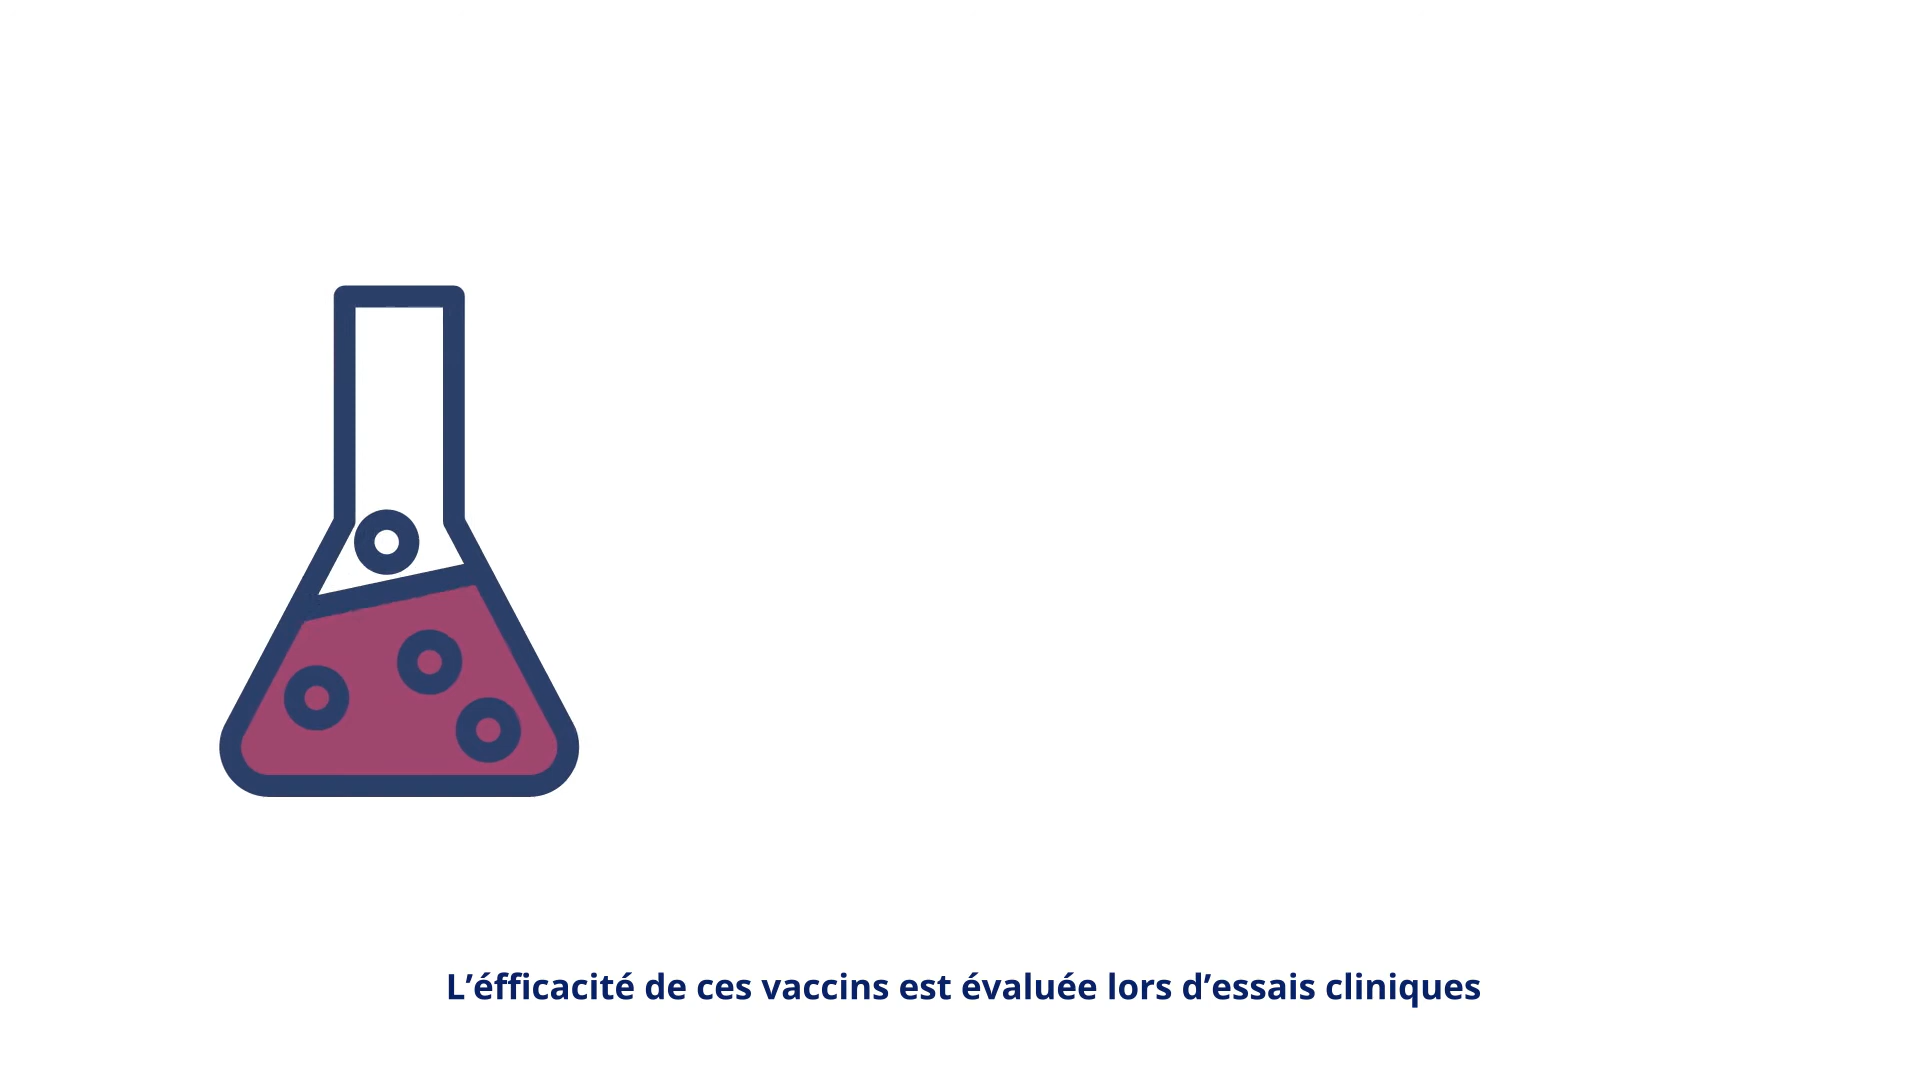 L’éfficacité de ces vaccins est évaluée lors d’essais cliniques